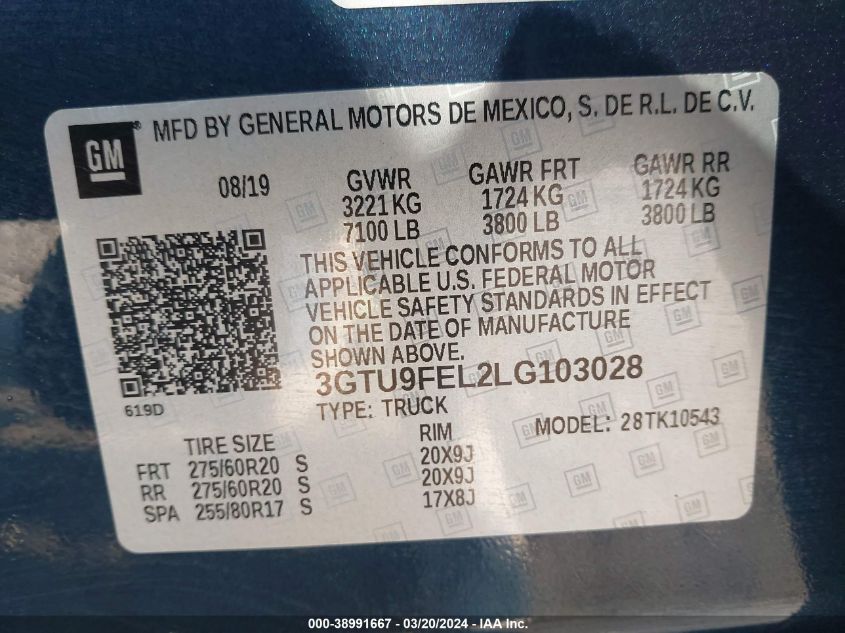 GM® MFD BY GENERAL MOTORS DE MEXICO, S. DE R.L. DE C.V.
08/19 GVWR GAWR FRT GAWR RR
3221 KG 1724 KG 1724 KG
7100 LB 3800 LB 3800 LB
THIS VEHICLE CONFORMS TO ALL
APPLICABLE U.S. FEDERAL MOTOR
VEHICLE SAFETY STANDARDS IN EFFECT
ON THE DATE OF MANUFACTURE
SHOWN ABOVE.
3GTU9FEL2LG103028
619D TYPE: TRUCK MODEL: 28TK10543
TIRE SIZE RIM
FRT 275/60R20 S 20X9J
RR 275/60R20 S 20X9J
SPA 255/80R17 S 17X8J
000-38991667 - 03/20/2024 - IAA Inc.